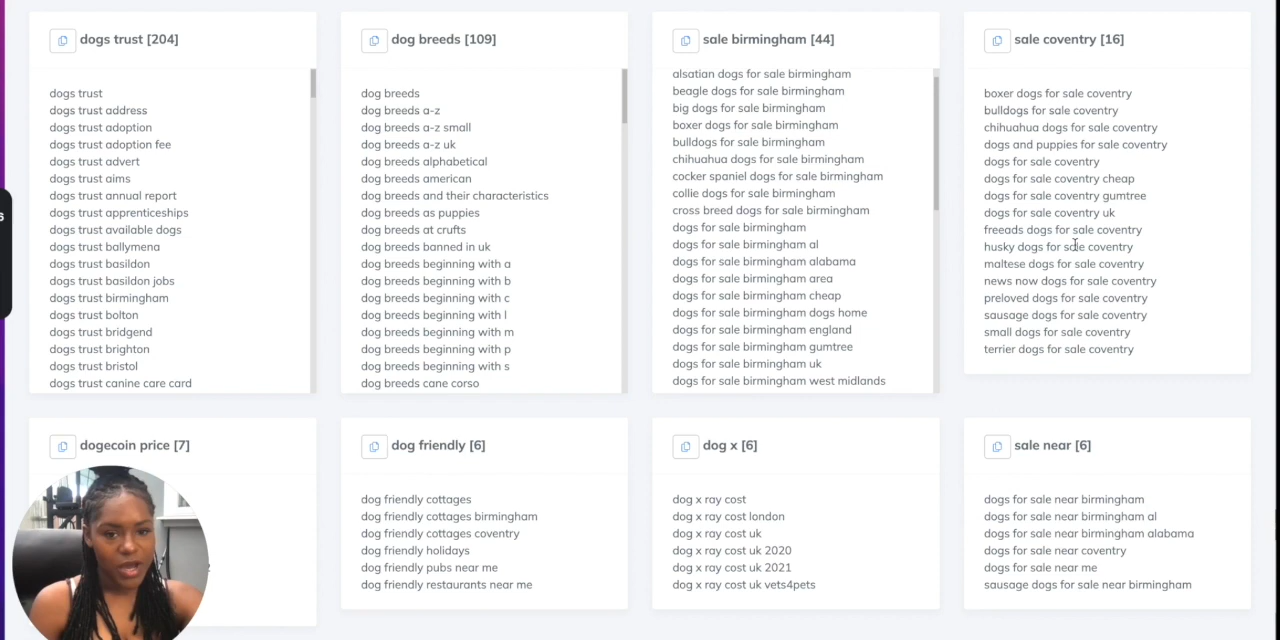 dogs trust [204]
dogs trust
dogs trust address
dogs trust adoption
dogs trust adoption fee
dogs trust advert
dogs trust aims
dogs trust annual report
dogs trust apprenticeships
dogs trust available dogs
dogs trust ballymena
dogs trust basildon
dogs trust basildon jobs
dogs trust birmingham
dogs trust bolton
dogs trust bridgend
dogs trust brighton
dogs trust bristol
dogs trust canine care card
dog breeds [109]
dog breeds
dog breeds a-z
dog breeds a-z small
dog breeds a-z uk
dog breeds alphabetical
dog breeds american
dog breeds and their characteristics
dog breeds as puppies
dog breeds at crufts
dog breeds banned in uk
dog breeds beginning with a
dog breeds beginning with b
dog breeds beginning with c
dog breeds beginning with l
dog breeds beginning with m
dog breeds beginning with p
dog breeds beginning with s
dog breeds cane corso
sale birmingham [44]
alsatian dogs for sale birmingham
beagle dogs for sale birmingham
big dogs for sale birmingham
boxer dogs for sale birmingham
bulldogs for sale birmingham
chihuahua dogs for sale birmingham
cocker spaniel dogs for sale birmingham
collie dogs for sale birmingham
cross breed dogs for sale birmingham
dogs for sale birmingham
dogs for sale birmingham al
dogs for sale birmingham alabama
dogs for sale birmingham area
dogs for sale birmingham cheap
dogs for sale birmingham dogs home
dogs for sale birmingham england
dogs for sale birmingham gumtree
dogs for sale birmingham uk
dogs for sale birmingham west midlands
sale coventry [16]
boxer dogs for sale coventry
bulldogs for sale coventry
chihuahua dogs for sale coventry
dogs and puppies for sale coventry
dogs for sale coventry
dogs for sale coventry cheap
dogs for sale coventry gumtree
dogs for sale coventry uk
freeads dogs for sale coventry
husky dogs for sale coventry
maltese dogs for sale coventry
news now dogs for sale coventry
preloved dogs for sale coventry
sausage dogs for sale coventry
small dogs for sale coventry
terrier dogs for sale coventry
dogecoin price [7]
dog friendly [6]
dog friendly cottages
dog friendly cottages birmingham
dog friendly cottages coventry
dog friendly holidays
dog friendly pubs near me
dog friendly restaurants near me
dog x [6]
dog x ray cost
dog x ray cost london
dog x ray cost uk
dog x ray cost uk 2020
dog x ray cost uk 2021
dog x ray cost uk vets4pets
sale near [6]
dogs for sale near birmingham
dogs for sale near birmingham al
dogs for sale near birmingham alabama
dogs for sale near coventry
dogs for sale near me
sausage dogs for sale near birmingham